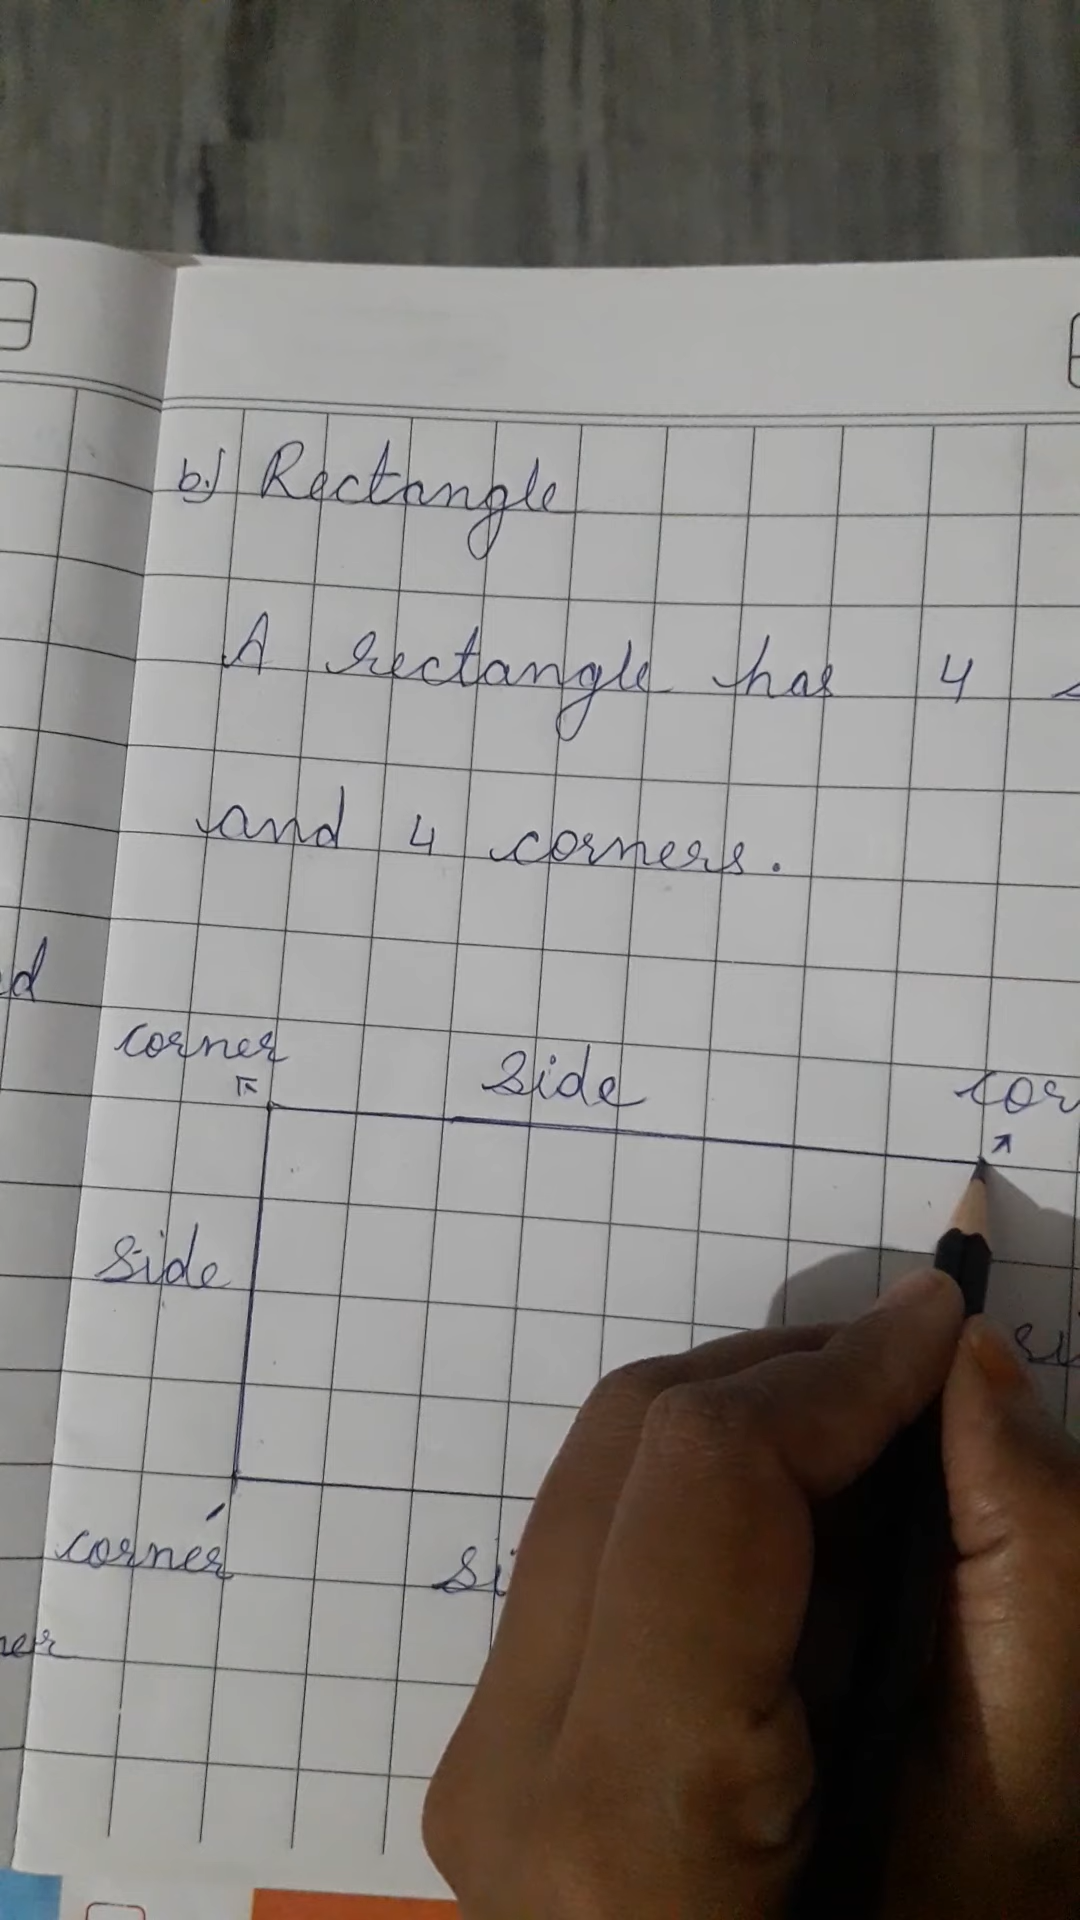 b.) Rectangle
A rectangle has 4
and 4 corners.
corner
side
side
corner